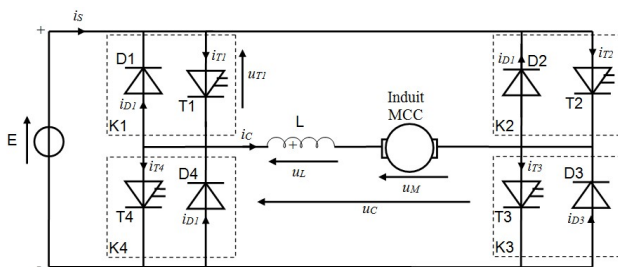 +
iS
D1
iT1
uT1
T1
iD1
K1
iD1
D2
iT2
T2
K2
E
Induit
MCC
L
iC
+
uL
uM
uC
iT4
D4
T4
iD1
K4
iT3
D3
T3
iD3
K3
-